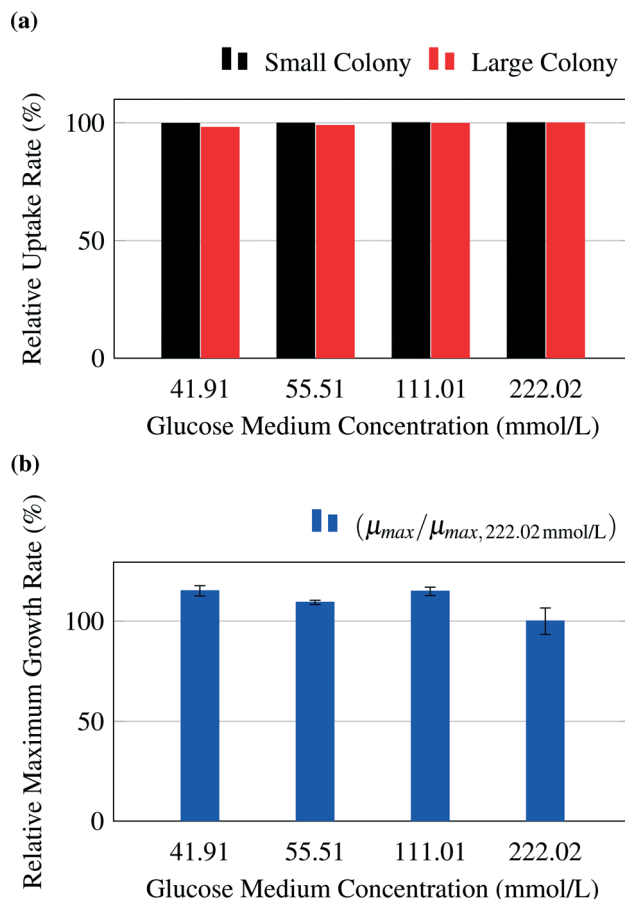 (a)
Small Colony Large Colony
Relative Uptake Rate (%)
100
50
0
41.91 55.51 111.01 222.02
Glucose Medium Concentration (mmol/L)
(b)
(μmax/μmax, 222.02 mmol/L)
Relative Maximum Growth Rate (%)
100
50
0
41.91 55.51 111.01 222.02
Glucose Medium Concentration (mmol/L)